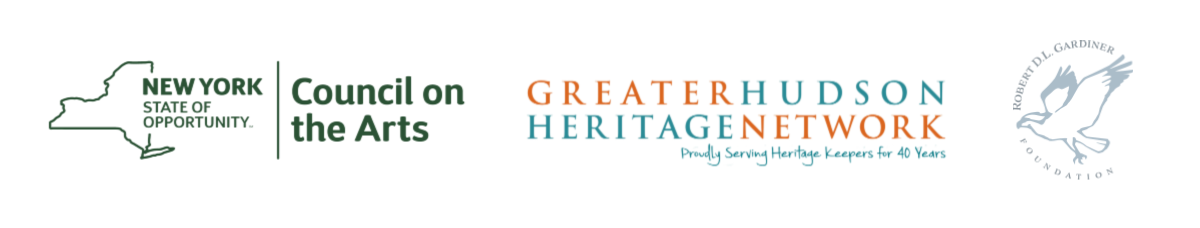 NEW YORK
STATE OF
OPPORTUNITY™
Council on
the Arts
GREATERHUDSON
HERITAGENETWORK
Proudly Serving Heritage Keepers for 40 Years
ROBERT D.L. GARDINER
FOUNDATION